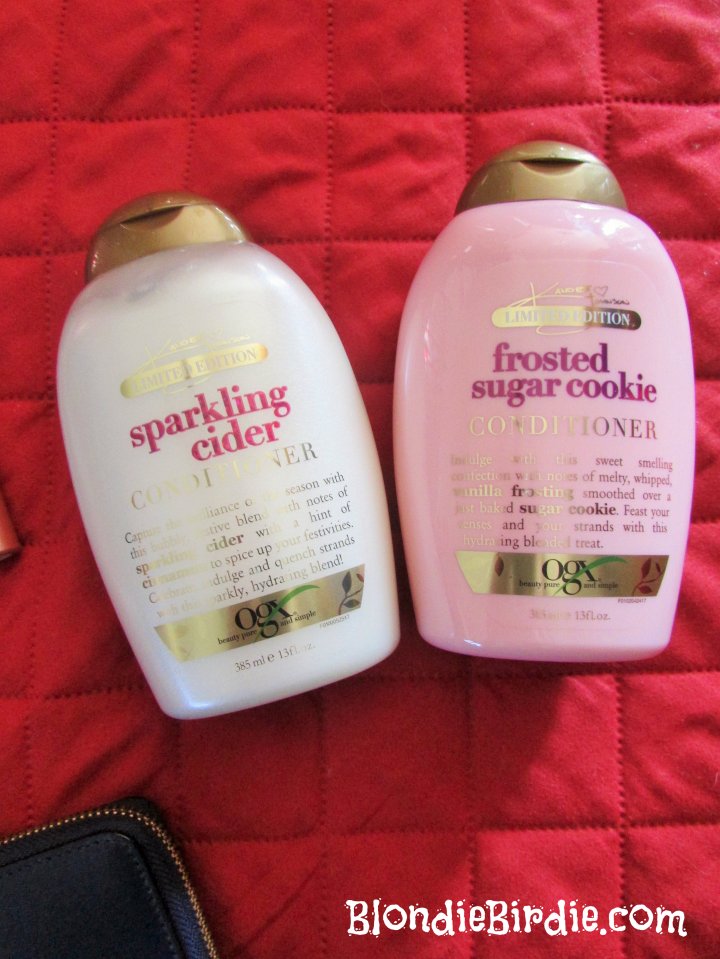 LIMITED EDITION
sparkling
cider
CONDITIONER
Capture the brilliance of the season with
this bubbly, festive blend with notes of
sparkling cider with a hint of
cinnamon to spice up your festivities.
Celebrate, indulge and quench strands
with this sparkly, hydrating blend!
ogx
beauty pure and simple
385 ml e 13fl.oz.
LIMITED EDITION
frosted
sugar cookie
CONDITIONER
Indulge with this sweet smelling
confection with notes of melty, whipped,
vanilla frosting smoothed over a
just baked sugar cookie. Feast your
senses and your strands with this
hydrating blended treat.
ogx
beauty pure and simple
385 ml e 13fl.oz.
BlondieBirdie.com